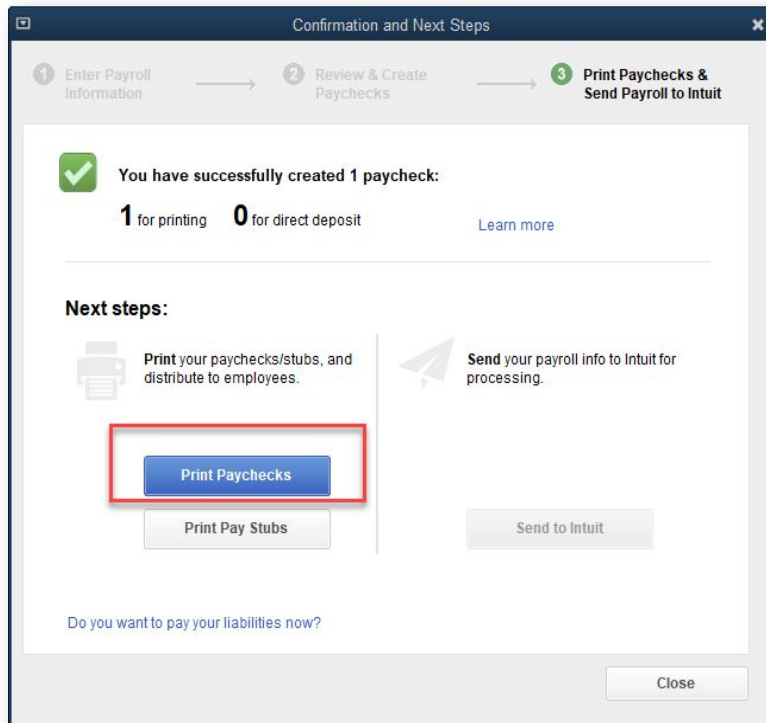 Confirmation and Next Steps
1 Enter Payroll
Information
2 Review & Create
Paychecks
3 Print Paychecks &
Send Payroll to Intuit
You have successfully created 1 paycheck:
1 for printing 0 for direct deposit Learn more
Next steps:
Print your paychecks/stubs, and
distribute to employees.
Send your payroll info to Intuit for
processing.
Print Paychecks
Print Pay Stubs
Send to Intuit
Do you want to pay your liabilities now?
Close